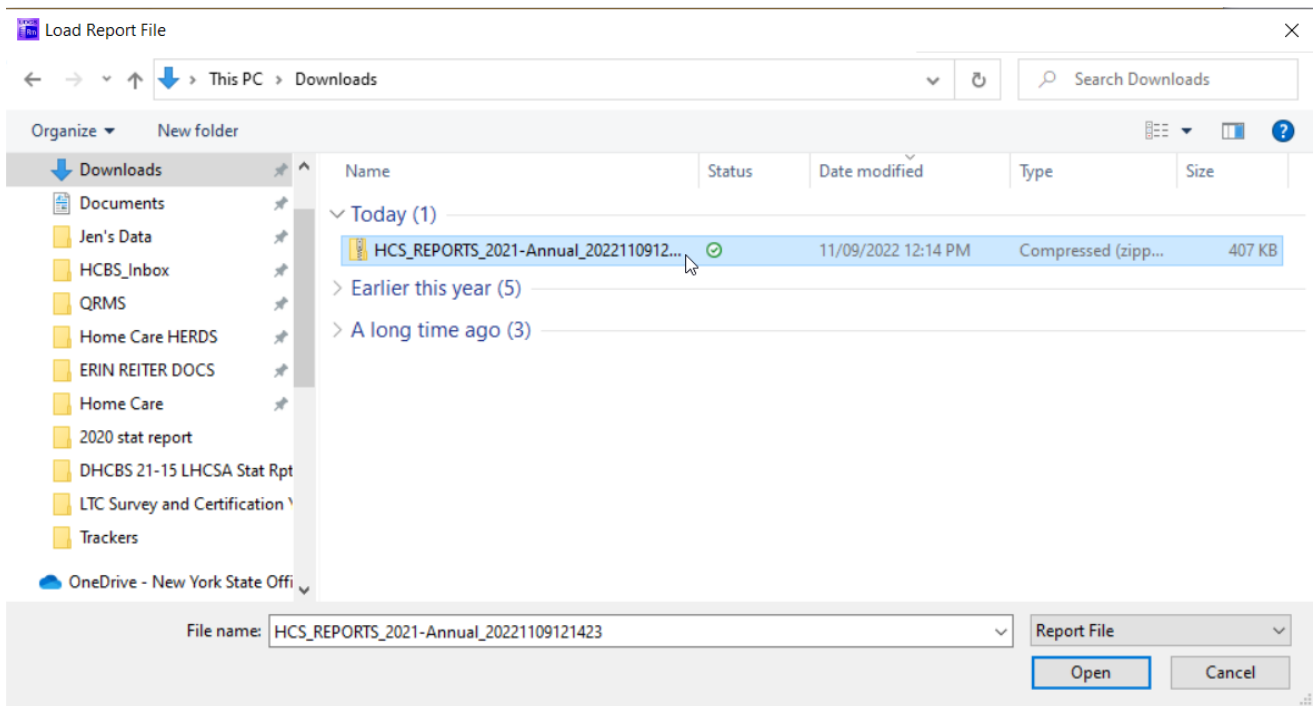 Load Report File
This PC > Downloads
Search Downloads
Organize
New folder
Name Status Date modified Type Size
Downloads
Documents
Jen's Data
HCBS_Inbox
QRMS
Home Care HERDS
ERIN REITER DOCS
Home Care
2020 stat report
DHCBS 21-15 LHCSA Stat Rpt
LTC Survey and Certification
Trackers
OneDrive - New York State Offi
Today (1)
HCS_REPORTS_2021-Annual_2022110912... 11/09/2022 12:14 PM Compressed (zipp... 407 KB
Earlier this year (5)
A long time ago (3)
File name: HCS_REPORTS_2021-Annual_20221109121423
Report File
Open
Cancel